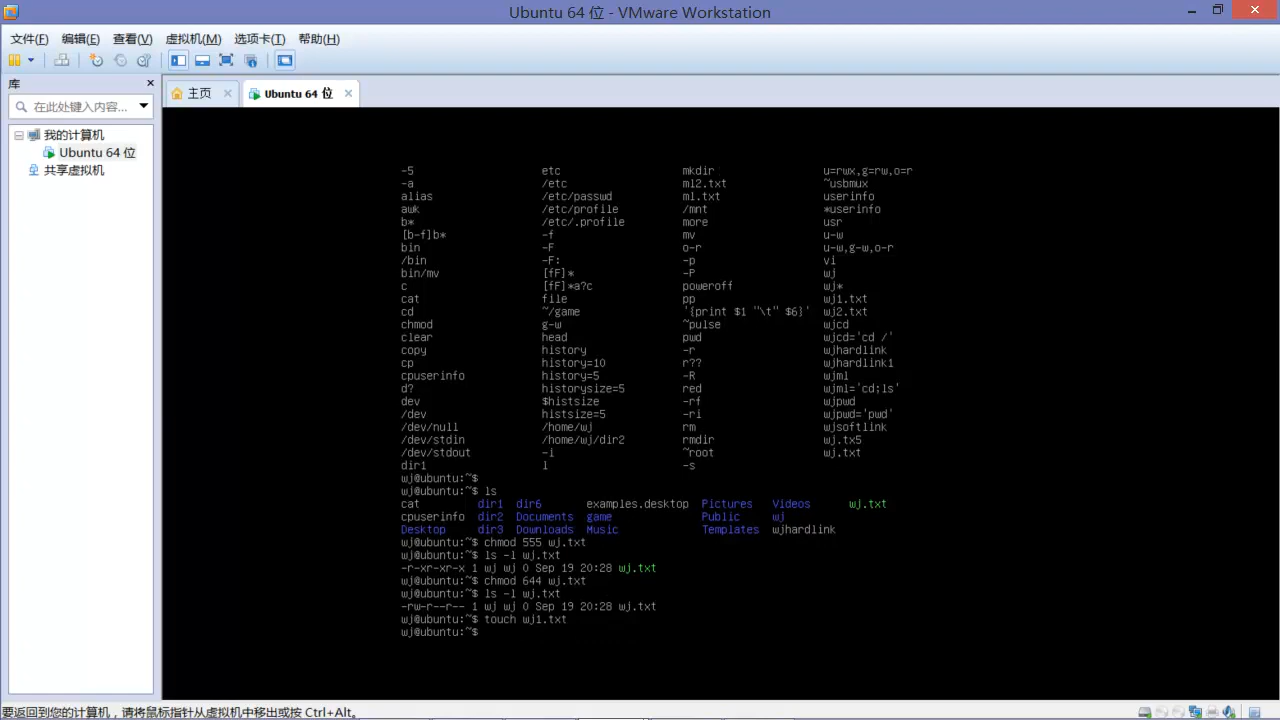 Ubuntu 64 位 - VMware Workstation
文件(F) 编辑(E) 查看(V) 虚拟机(M) 选项卡(T) 帮助(H)
库
在此处键入内容...
我的计算机
Ubuntu 64 位
共享虚拟机
主页 Ubuntu 64 位
-5 etc mkdir u=rwx,g=rw,o=r
-a /etc ml2.txt ~usbmux
alias /etc/passwd ml.txt userinfo
awk /etc/profile /mnt *userinfo
b* /etc/.profile more usr
[b-f]b* -f mv u-w
bin -F o-r u-w,g-w,o-r
/bin -F: -p vi
bin/mv [fF]* -P wj
c [fF]*a?c poweroff wj*
cat file pp wj1.txt
cd ~/game '{print $1 "\t" $6}' wj2.txt
chmod g-w ~pulse wjcd
clear head pwd wjcd='cd /'
copy history -r wjhardlink
cp history=10 r?? wjhardlink1
cpuserinfo history=5 -R wjml
d? historysize=5 red wjml='cd;ls'
dev $histsize -rf wjpwd
/dev histsize=5 -ri wjpwd='pwd'
/dev/null /home/wj rm wjsoftlink
/dev/stdin /home/wj/dir2 rmdir wj.tx5
/dev/stdout -i ~root wj.txt
dir1 l -s
wj@ubuntu:~$
wj@ubuntu:~$ ls
cat dir1 dir6 examples.desktop Pictures Videos wj.txt
cpuserinfo dir2 Documents game Public wj
Desktop dir3 Downloads Music Templates wjhardlink
wj@ubuntu:~$ chmod 555 wj.txt
wj@ubuntu:~$ ls -l wj.txt
-r-xr-xr-x 1 wj wj 0 Sep 19 20:28 wj.txt
wj@ubuntu:~$ chmod 644 wj.txt
wj@ubuntu:~$ ls -l wj.txt
-rw-r--r-- 1 wj wj 0 Sep 19 20:28 wj.txt
wj@ubuntu:~$ touch wj1.txt
wj@ubuntu:~$
要返回到您的计算机，请将鼠标指针从虚拟机中移出或按 Ctrl+Alt。